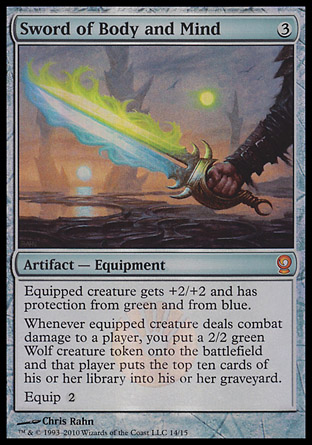 Sword of Body and Mind 3
Artifact — Equipment
Equipped creature gets +2/+2 and has
protection from green and from blue.
Whenever equipped creature deals combat
damage to a player, you put a 2/2 green
Wolf creature token onto the battlefield
and that player puts the top ten cards of
his or her library into his or her graveyard.
Equip 2
Chris Rahn
™ & © 1993–2010 Wizards of the Coast LLC 14/15